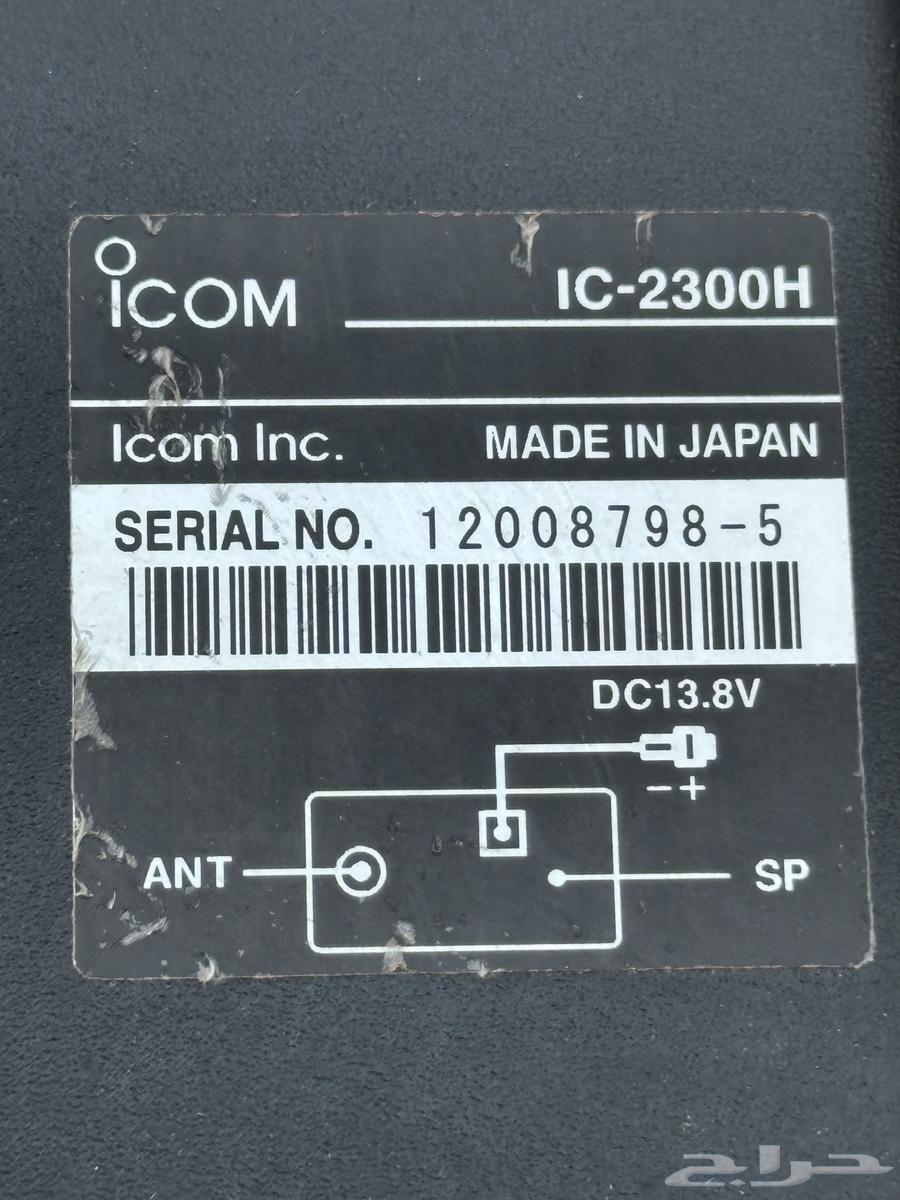 ICOM
IC-2300H
Icom Inc.
MADE IN JAPAN
SERIAL NO. 12008798-5
DC13.8V
- +
ANT
SP
حراج